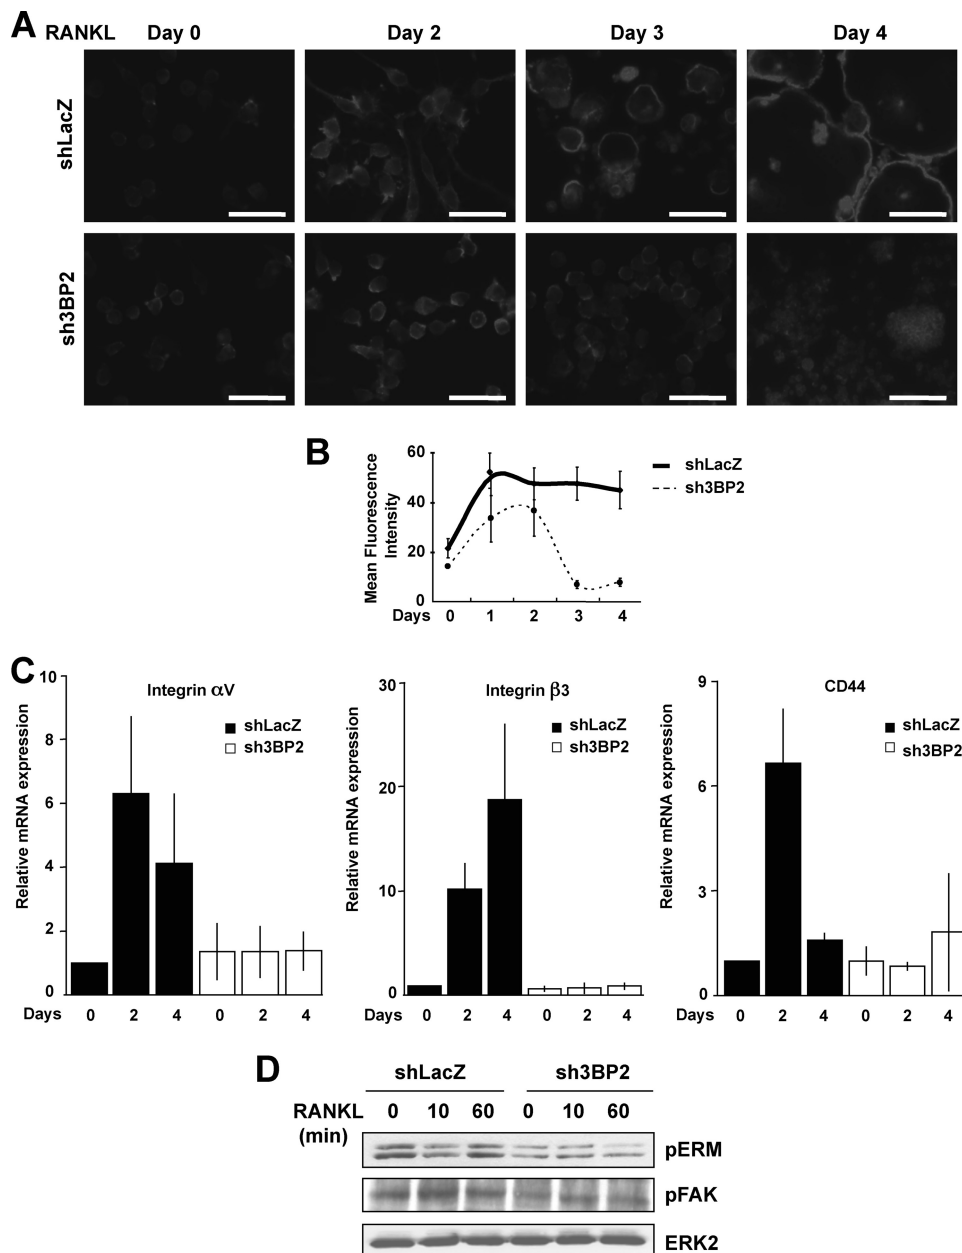 A
RANKL Day 0 Day 2 Day 3 Day 4
shLacZ
sh3BP2
B
Mean Fluorescence
Intensity
60
40
20
0
Days 0 1 2 3 4
shLacZ
sh3BP2
C
Relative mRNA expression
10
8
6
4
2
0
Integrin αV
shLacZ
sh3BP2
Days 0 2 4 0 2 4
Relative mRNA expression
30
20
10
0
Integrin β3
shLacZ
sh3BP2
Days 0 2 4 0 2 4
Relative mRNA expression
9
6
3
0
CD44
shLacZ
sh3BP2
Days 0 2 4 0 2 4
D
shLacZ sh3BP2
RANKL 0 10 60 0 10 60
(min)
pERM
pFAK
ERK2